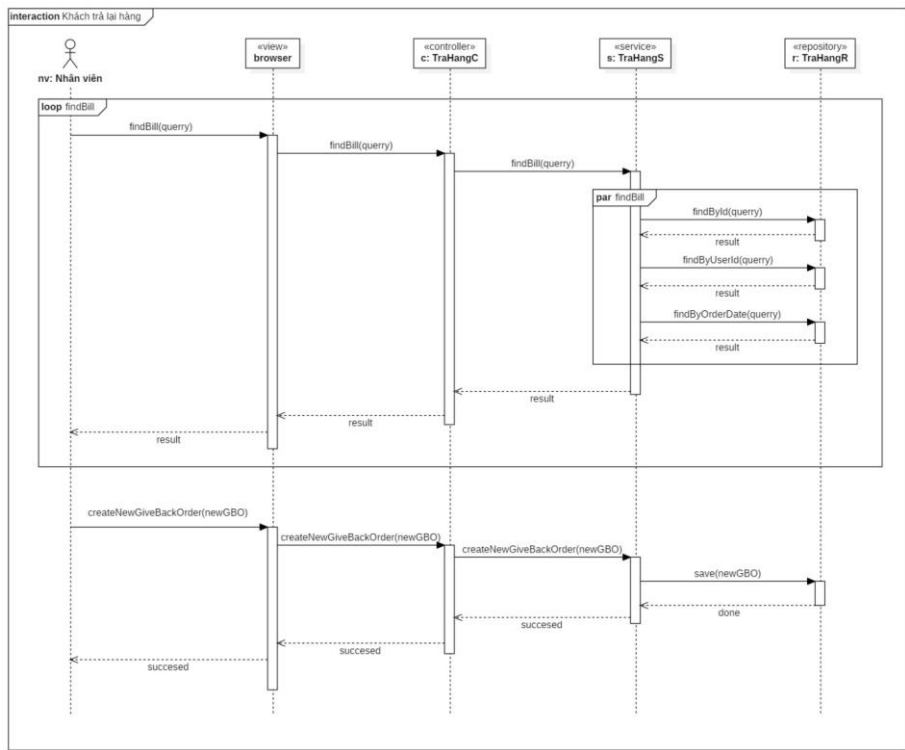 interaction Khách trả lại hàng
nv: Nhân viên
«view»
browser
«controller»
c: TraHangC
«service»
s: TraHangS
«repository»
r: TraHangR
loop findBill
findBill(querry)
findBill(querry)
findBill(querry)
par findBill
findById(querry)
result
findByUserId(querry)
result
findByOrderDate(querry)
result
result
result
result
createNewGiveBackOrder(newGBO)
createNewGiveBackOrder(newGBO)
createNewGiveBackOrder(newGBO)
save(newGBO)
done
succesed
succesed
succesed